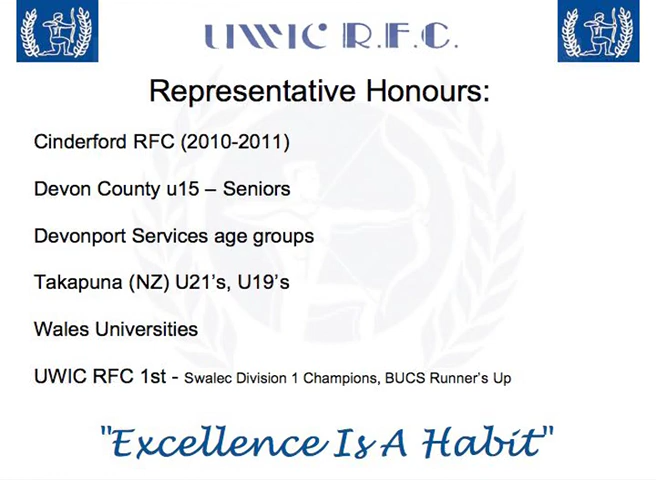 UWIC R.F.C.
Representative Honours:
Cinderford RFC (2010-2011)
Devon County u15 – Seniors
Devonport Services age groups
Takapuna (NZ) U21's, U19's
Wales Universities
UWIC RFC 1st - Swalec Division 1 Champions, BUCS Runner's Up
"Excellence Is A Habit"